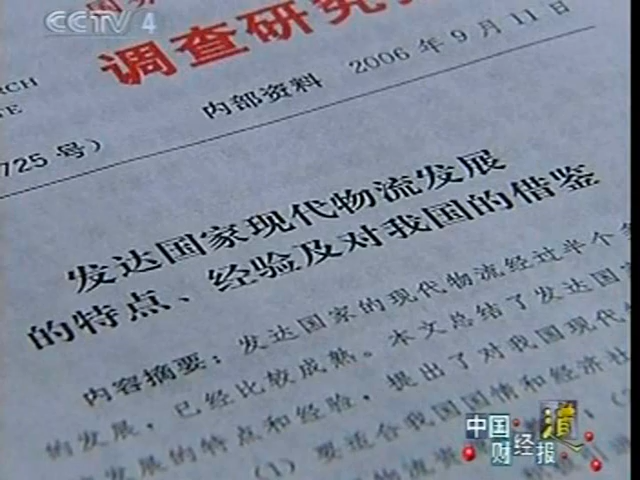 CCTV 4
调查研究
RCH
TE
内部资料 2006 年 9 月 11 日
725 号)
发达国家现代物流发展
的特点、经验及对我国的借鉴
内容摘要：发达国家的现代物流经过半个
的发展，已经比较成熟。本文总结了发达国家
发展的特点和经验，提出了对我国现代
(1) 要适合我国国情和经济社
中国
财经报道